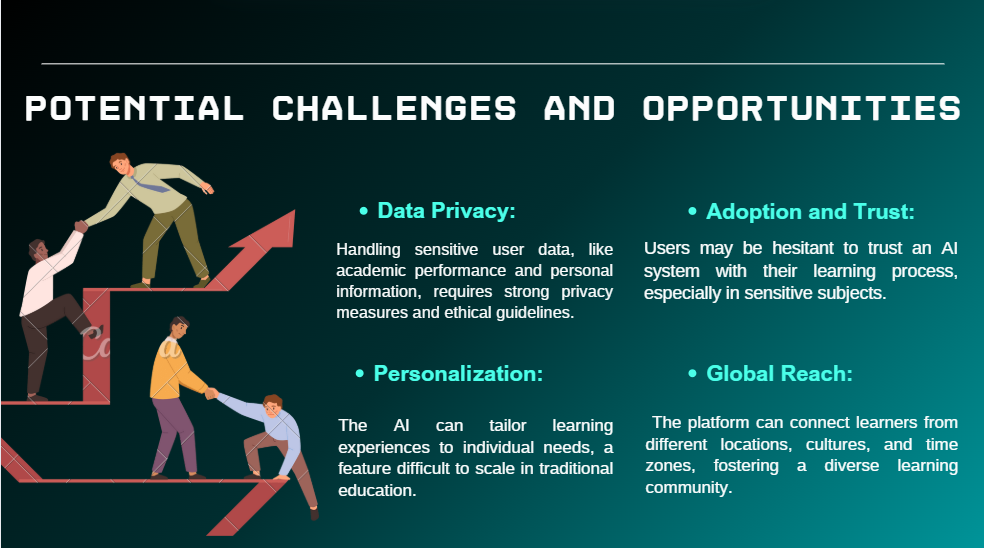 POTENTIAL CHALLENGES AND OPPORTUNITIES
• Data Privacy:
Handling sensitive user data, like
academic performance and personal
information, requires strong privacy
measures and ethical guidelines.
• Adoption and Trust:
Users may be hesitant to trust an AI
system with their learning process,
especially in sensitive subjects.
• Personalization:
The AI can tailor learning
experiences to individual needs, a
feature difficult to scale in traditional
education.
• Global Reach:
The platform can connect learners from
different locations, cultures, and time
zones, fostering a diverse learning
community.